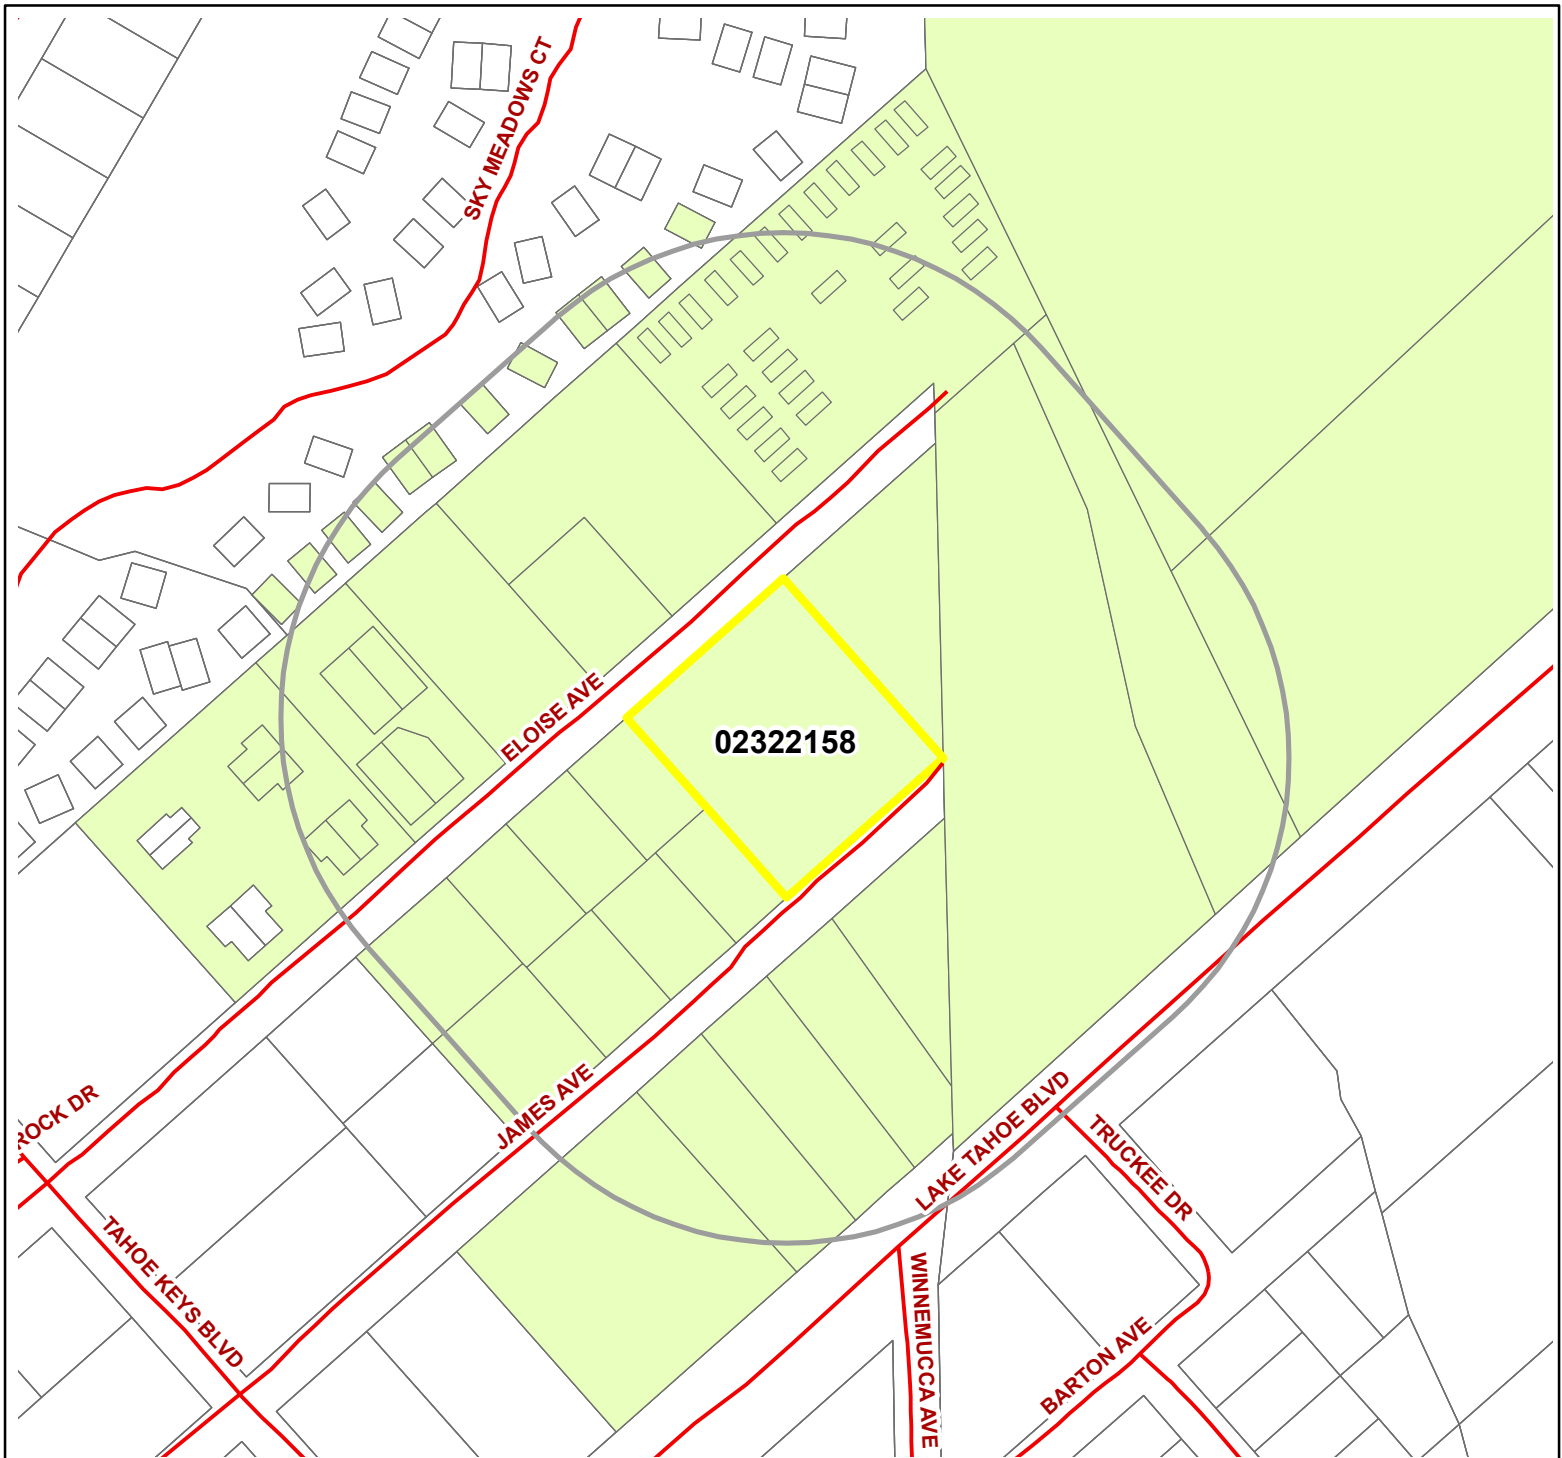 SKY MEADOWS CT
ELOISE AVE
02322158
JAMES AVE
LAKE TAHOE BLVD
ROCK DR
TRUCKEE DR
TAHOE KEYS BLVD
WINNEMUCCA AVE
BARTON AVE